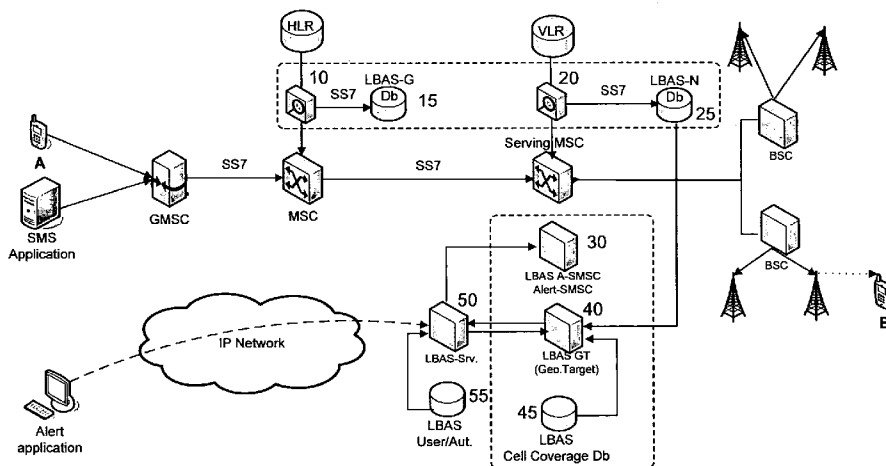 HLR
VLR
10
LBAS-G
SS7
Db
15
20
LBAS-N
SS7
Db
25
A
SMS
Application
GMSC
SS7
MSC
SS7
Serving MSC
BSC
BSC
B
30
LBAS A-SMSC
Alert-SMSC
50
LBAS-Srv.
40
LBAS GT
(Geo.Target)
IP Network
55
LBAS
User/Aut.
45
LBAS
Cell Coverage Db
Alert
application